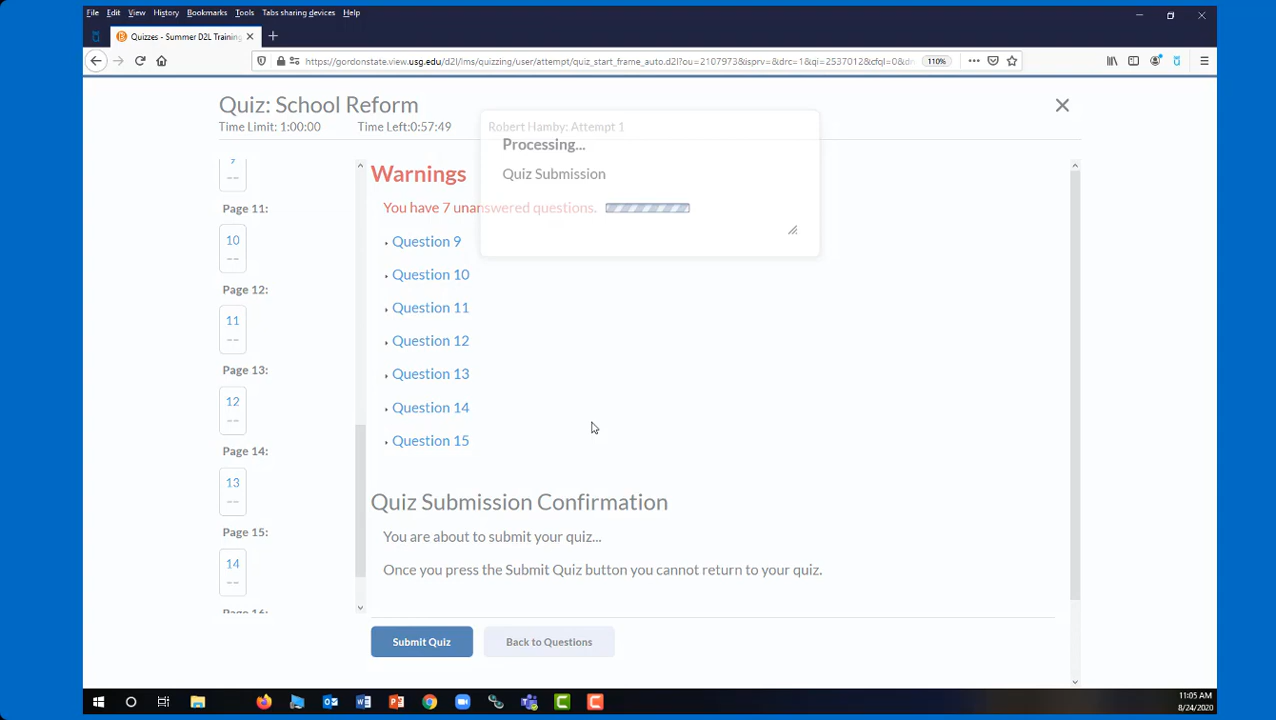 File Edit View History Bookmarks Tools Tabs sharing devices Help
Quizzes - Summer D2L Training
https://gordonstate.view.usg.edu/d2l/lms/quizzing/user/attempt/quiz_start_frame_auto.d2l?ou=2107973&isprv=&drc=1&qi=2537012&cfql=0&d
110%
Quiz: School Reform
Time Limit: 1:00:00 Time Left:0:57:49 Robert Hamby: Attempt 1
Processing...
Quiz Submission
Warnings
You have 7 unanswered questions.
Question 9
Question 10
Question 11
Question 12
Question 13
Question 14
Question 15
--
Page 11:
10
--
Page 12:
11
--
Page 13:
12
--
Page 14:
13
--
Page 15:
14
--
Page 16:
Quiz Submission Confirmation
You are about to submit your quiz...
Once you press the Submit Quiz button you cannot return to your quiz.
Submit Quiz Back to Questions
11:05 AM
8/24/2020